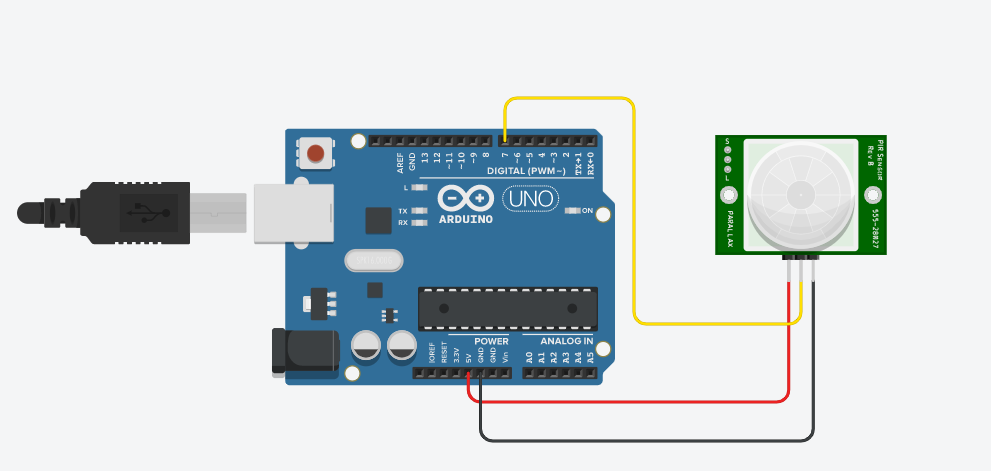 AREF
GND
13
12
~11
~10
~9
8
7
~6
~5
4
~3
2
TX→1
RX←0
DIGITAL (PWM~)
L
TX
RX
ARDUINO
UNO
ON
POWER
ANALOG IN
IOREF
RESET
3.3V
5V
GND
GND
Vin
A0
A1
A2
A3
A4
A5
S
L
PARALLAX
PIR Sensor
Rev B
555-28027